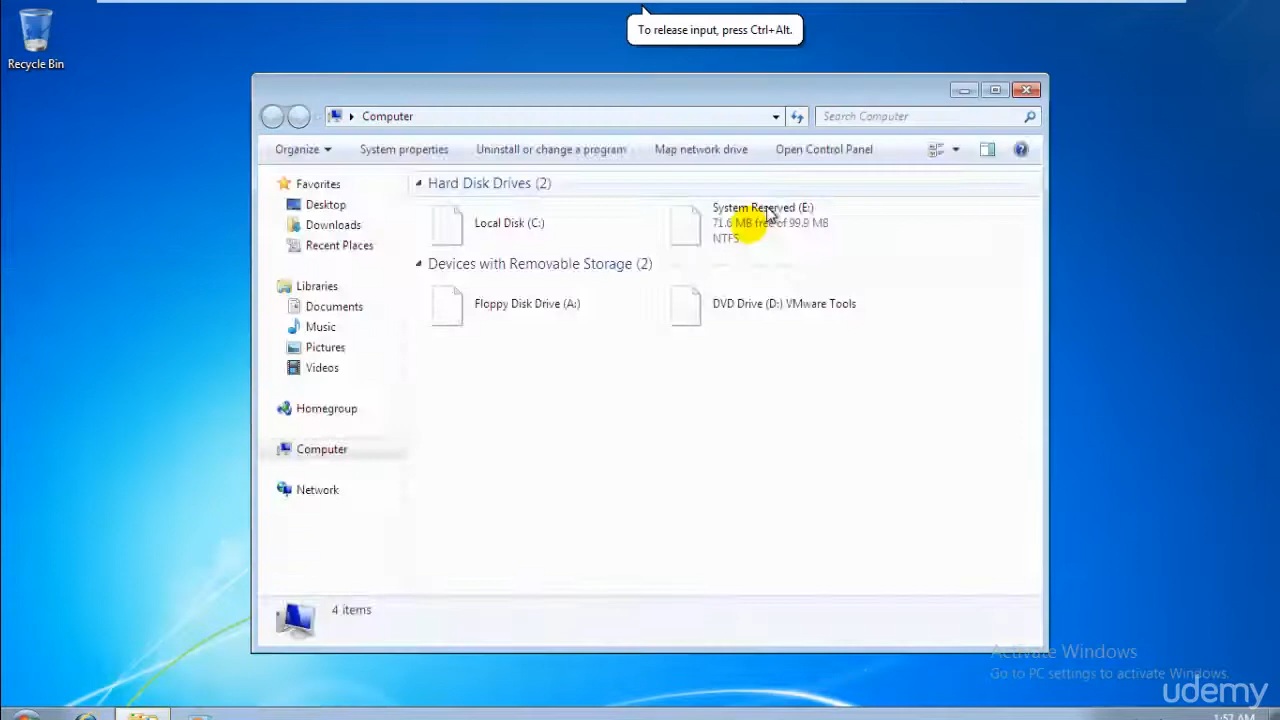 To release input, press Ctrl+Alt.
Recycle Bin
Computer
Search Computer
Organize
System properties
Uninstall or change a program
Map network drive
Open Control Panel
Favorites
Desktop
Downloads
Recent Places
Libraries
Documents
Music
Pictures
Videos
Homegroup
Computer
Network
Hard Disk Drives (2)
Local Disk (C:)
System Reserved (E:)
71.6 MB free of 99.9 MB
NTFS
Devices with Removable Storage (2)
Floppy Disk Drive (A:)
DVD Drive (D:) VMware Tools
4 items
Activate Windows
Go to PC settings to activate Windows.
udemy
1:57 AM